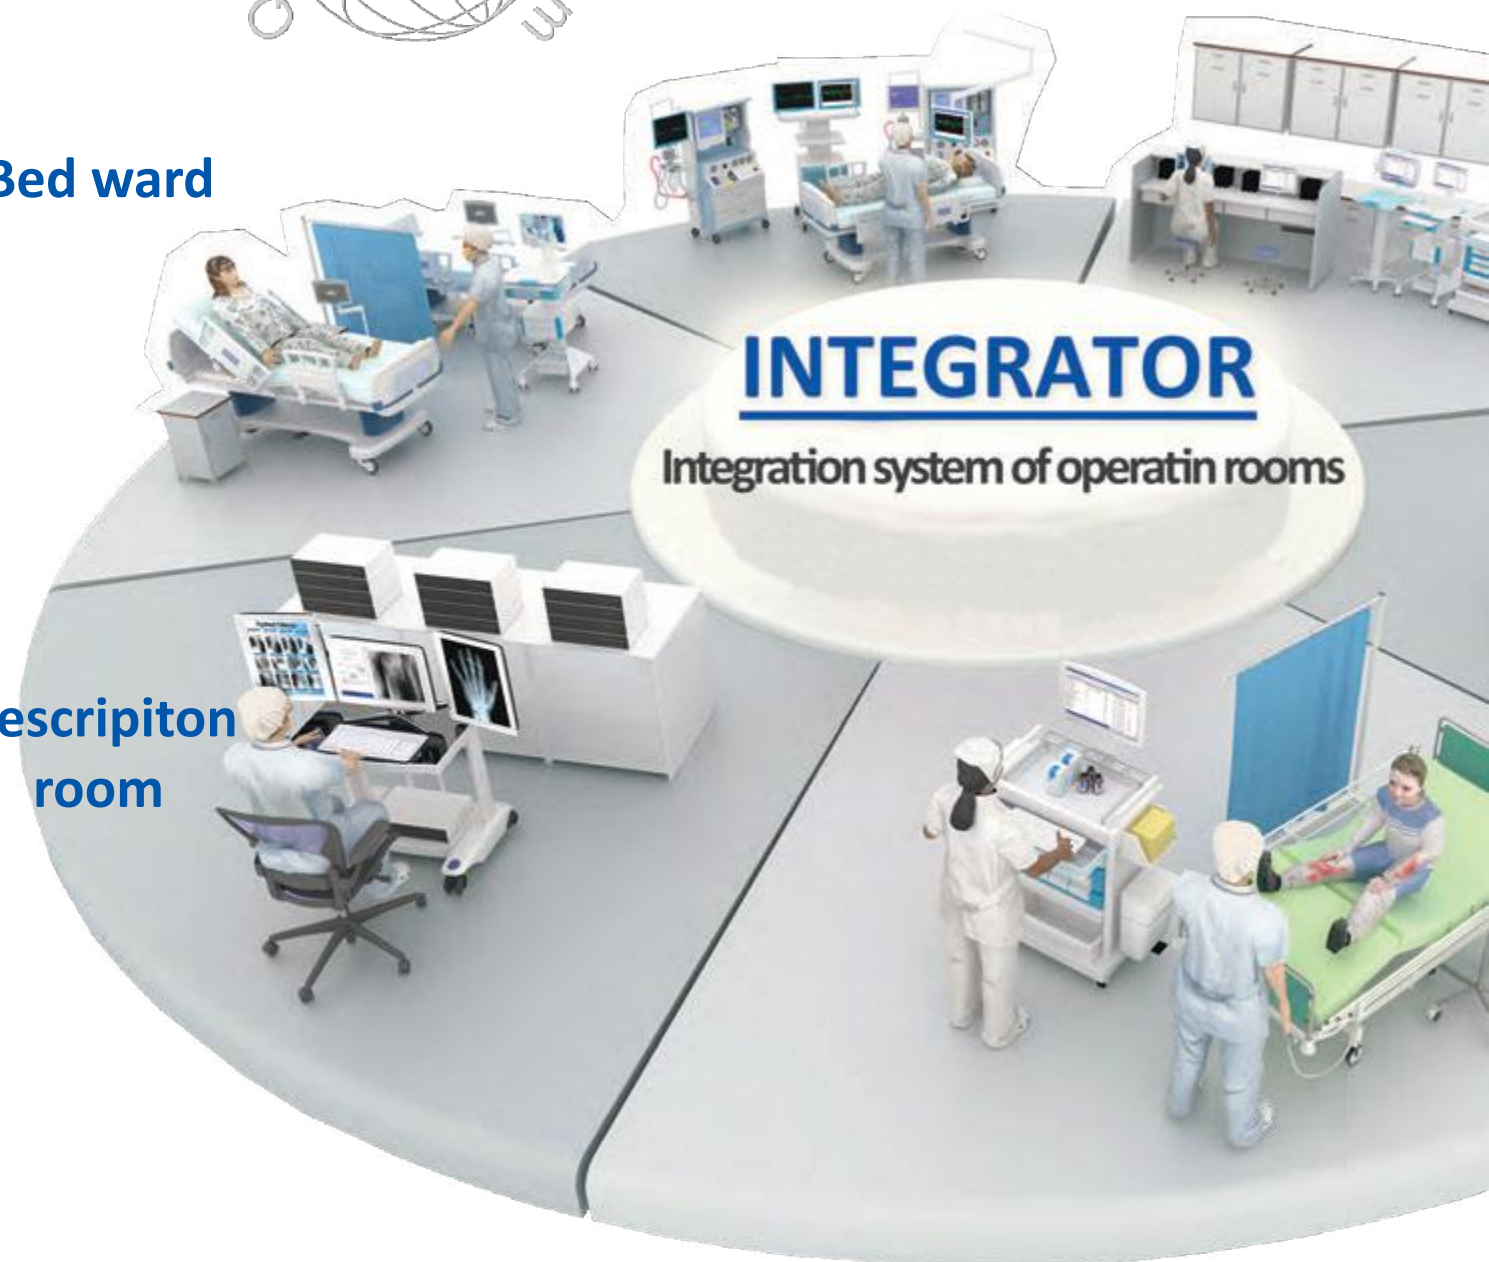 Bed ward
INTEGRATOR
Integration system of operatin rooms
escripiton
room